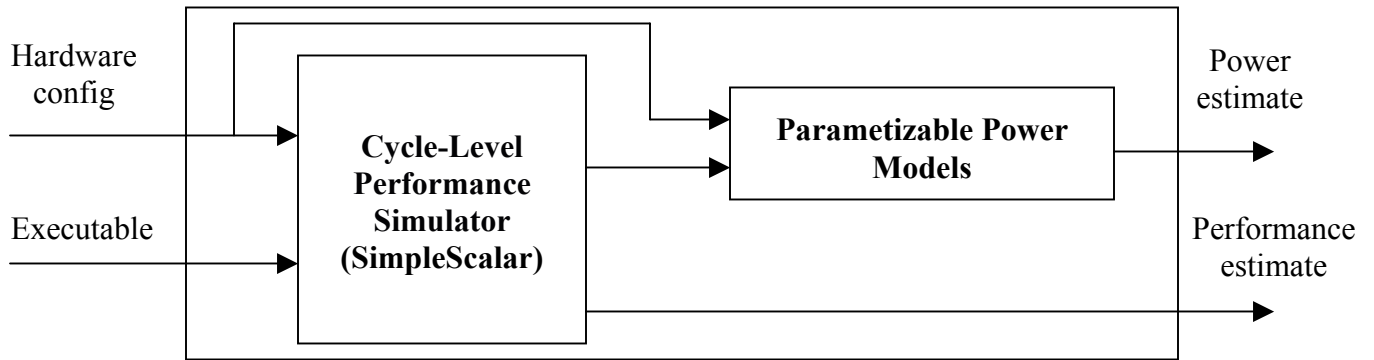 Hardware
config
Executable
Cycle-Level
Performance
Simulator
(SimpleScalar)
Parametizable Power
Models
Power
estimate
Performance
estimate